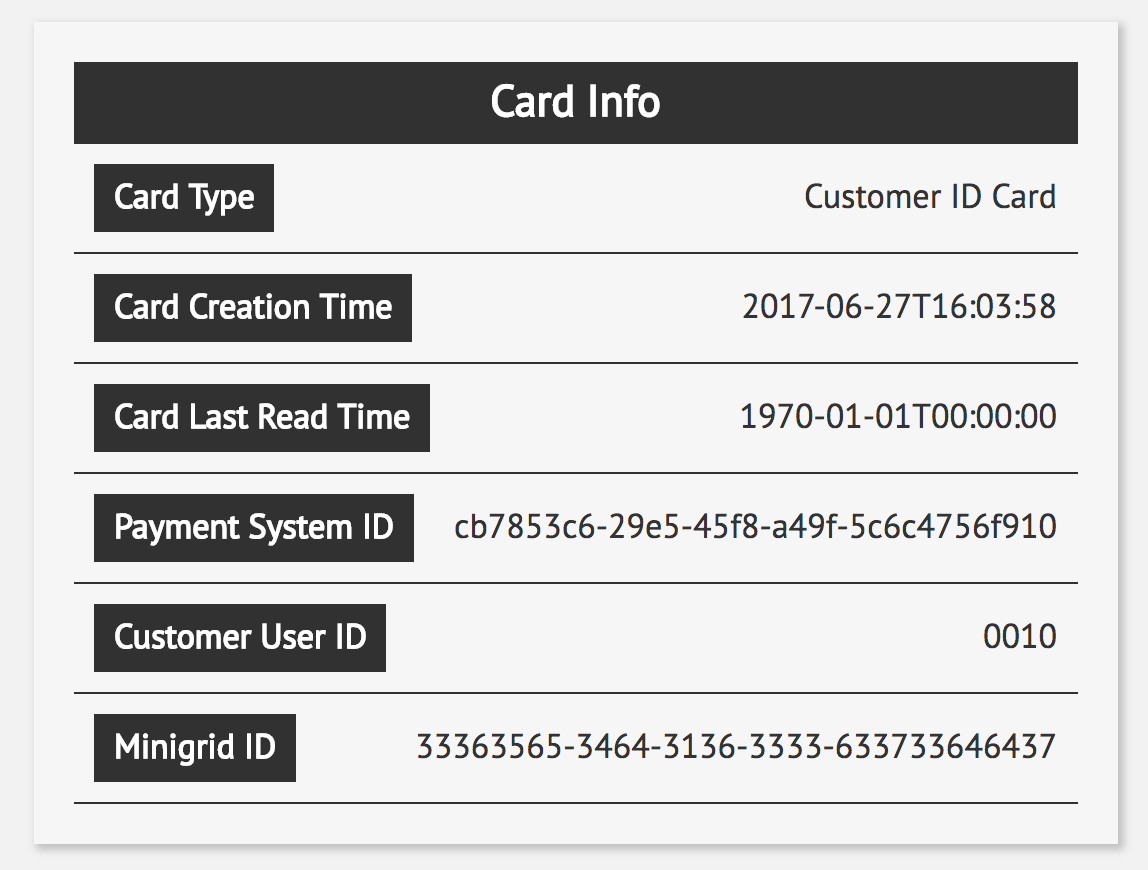 Card Info
Card Type Customer ID Card
Card Creation Time 2017-06-27T16:03:58
Card Last Read Time 1970-01-01T00:00:00
Payment System ID cb7853c6-29e5-45f8-a49f-5c6c4756f910
Customer User ID 0010
Minigrid ID 33363565-3464-3136-3333-633733646437